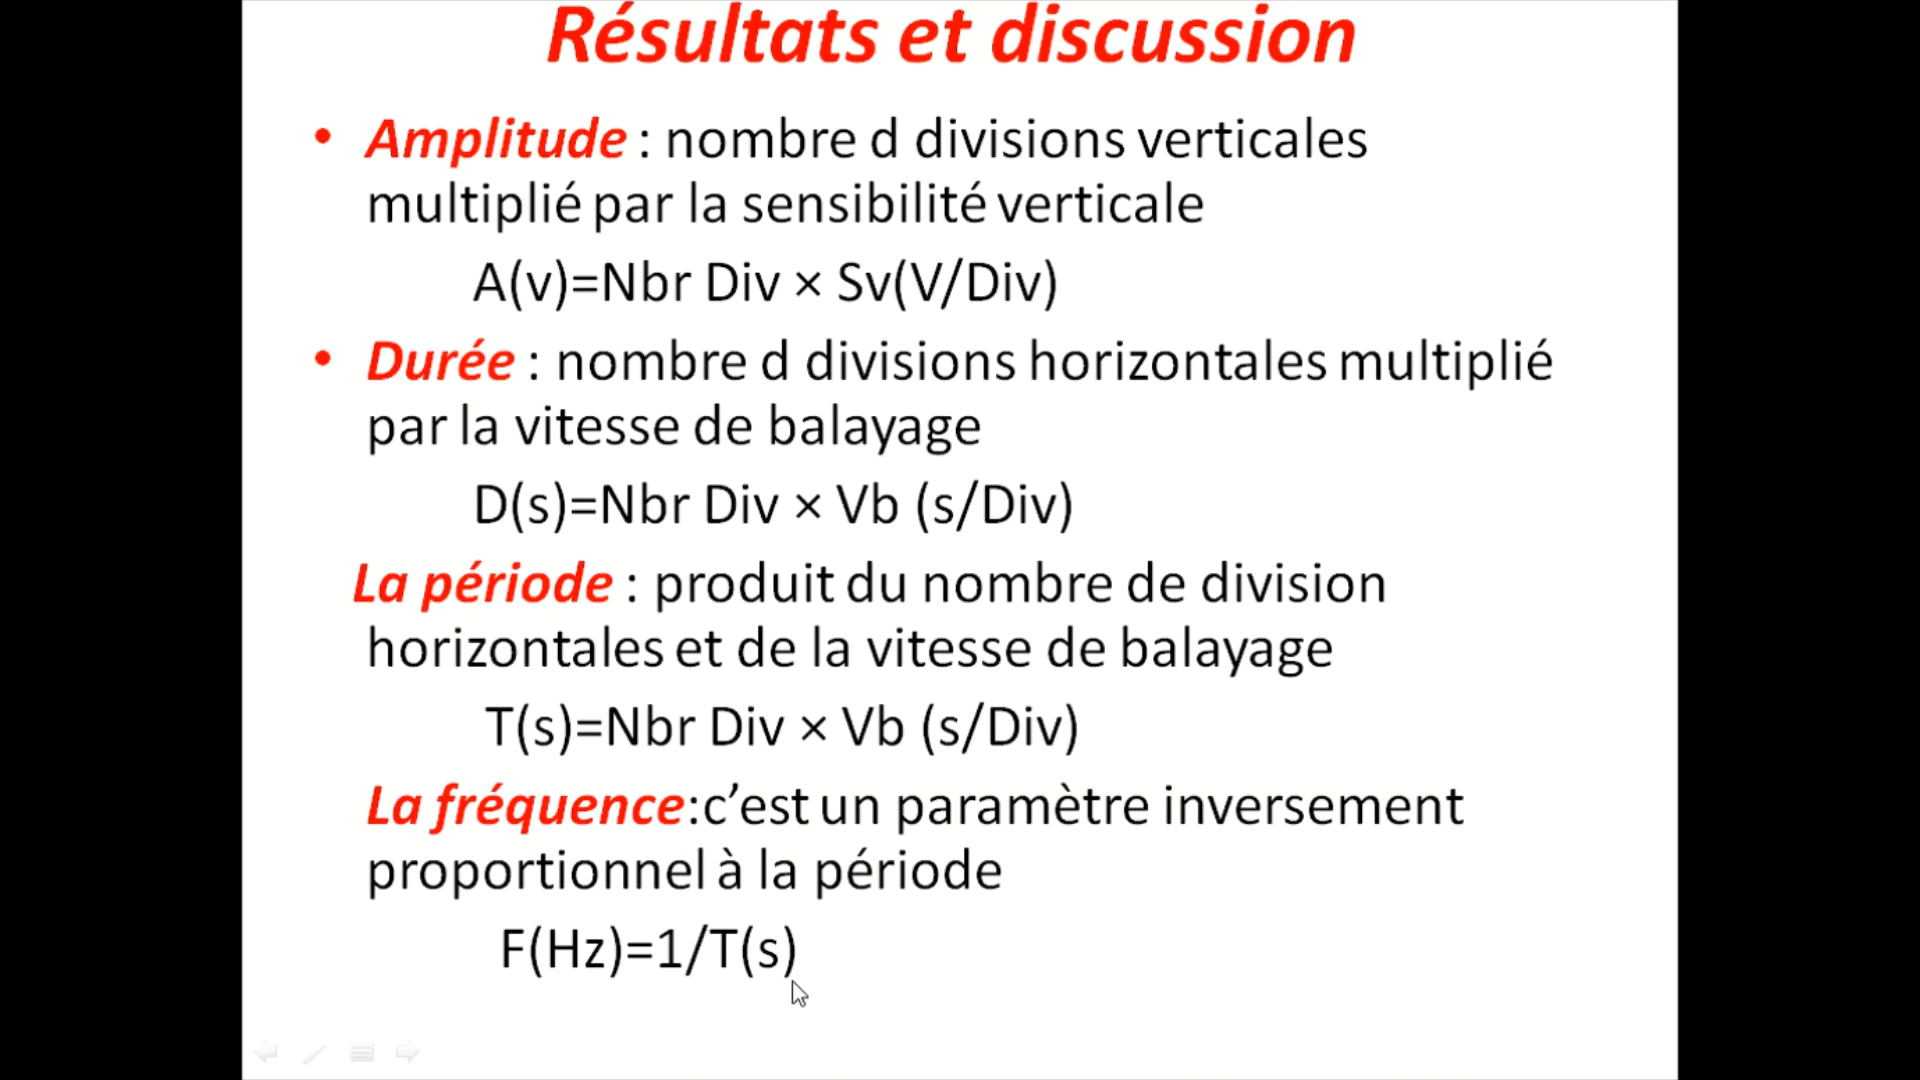 Résultats et discussion
• Amplitude : nombre d divisions verticales
multiplié par la sensibilité verticale
A(v)=Nbr Div × Sv(V/Div)
• Durée : nombre d divisions horizontales multiplié
par la vitesse de balayage
D(s)=Nbr Div × Vb (s/Div)
La période : produit du nombre de division
horizontales et de la vitesse de balayage
T(s)=Nbr Div × Vb (s/Div)
La fréquence:c’est un paramètre inversement
proportionnel à la période
F(Hz)=1/T(s)